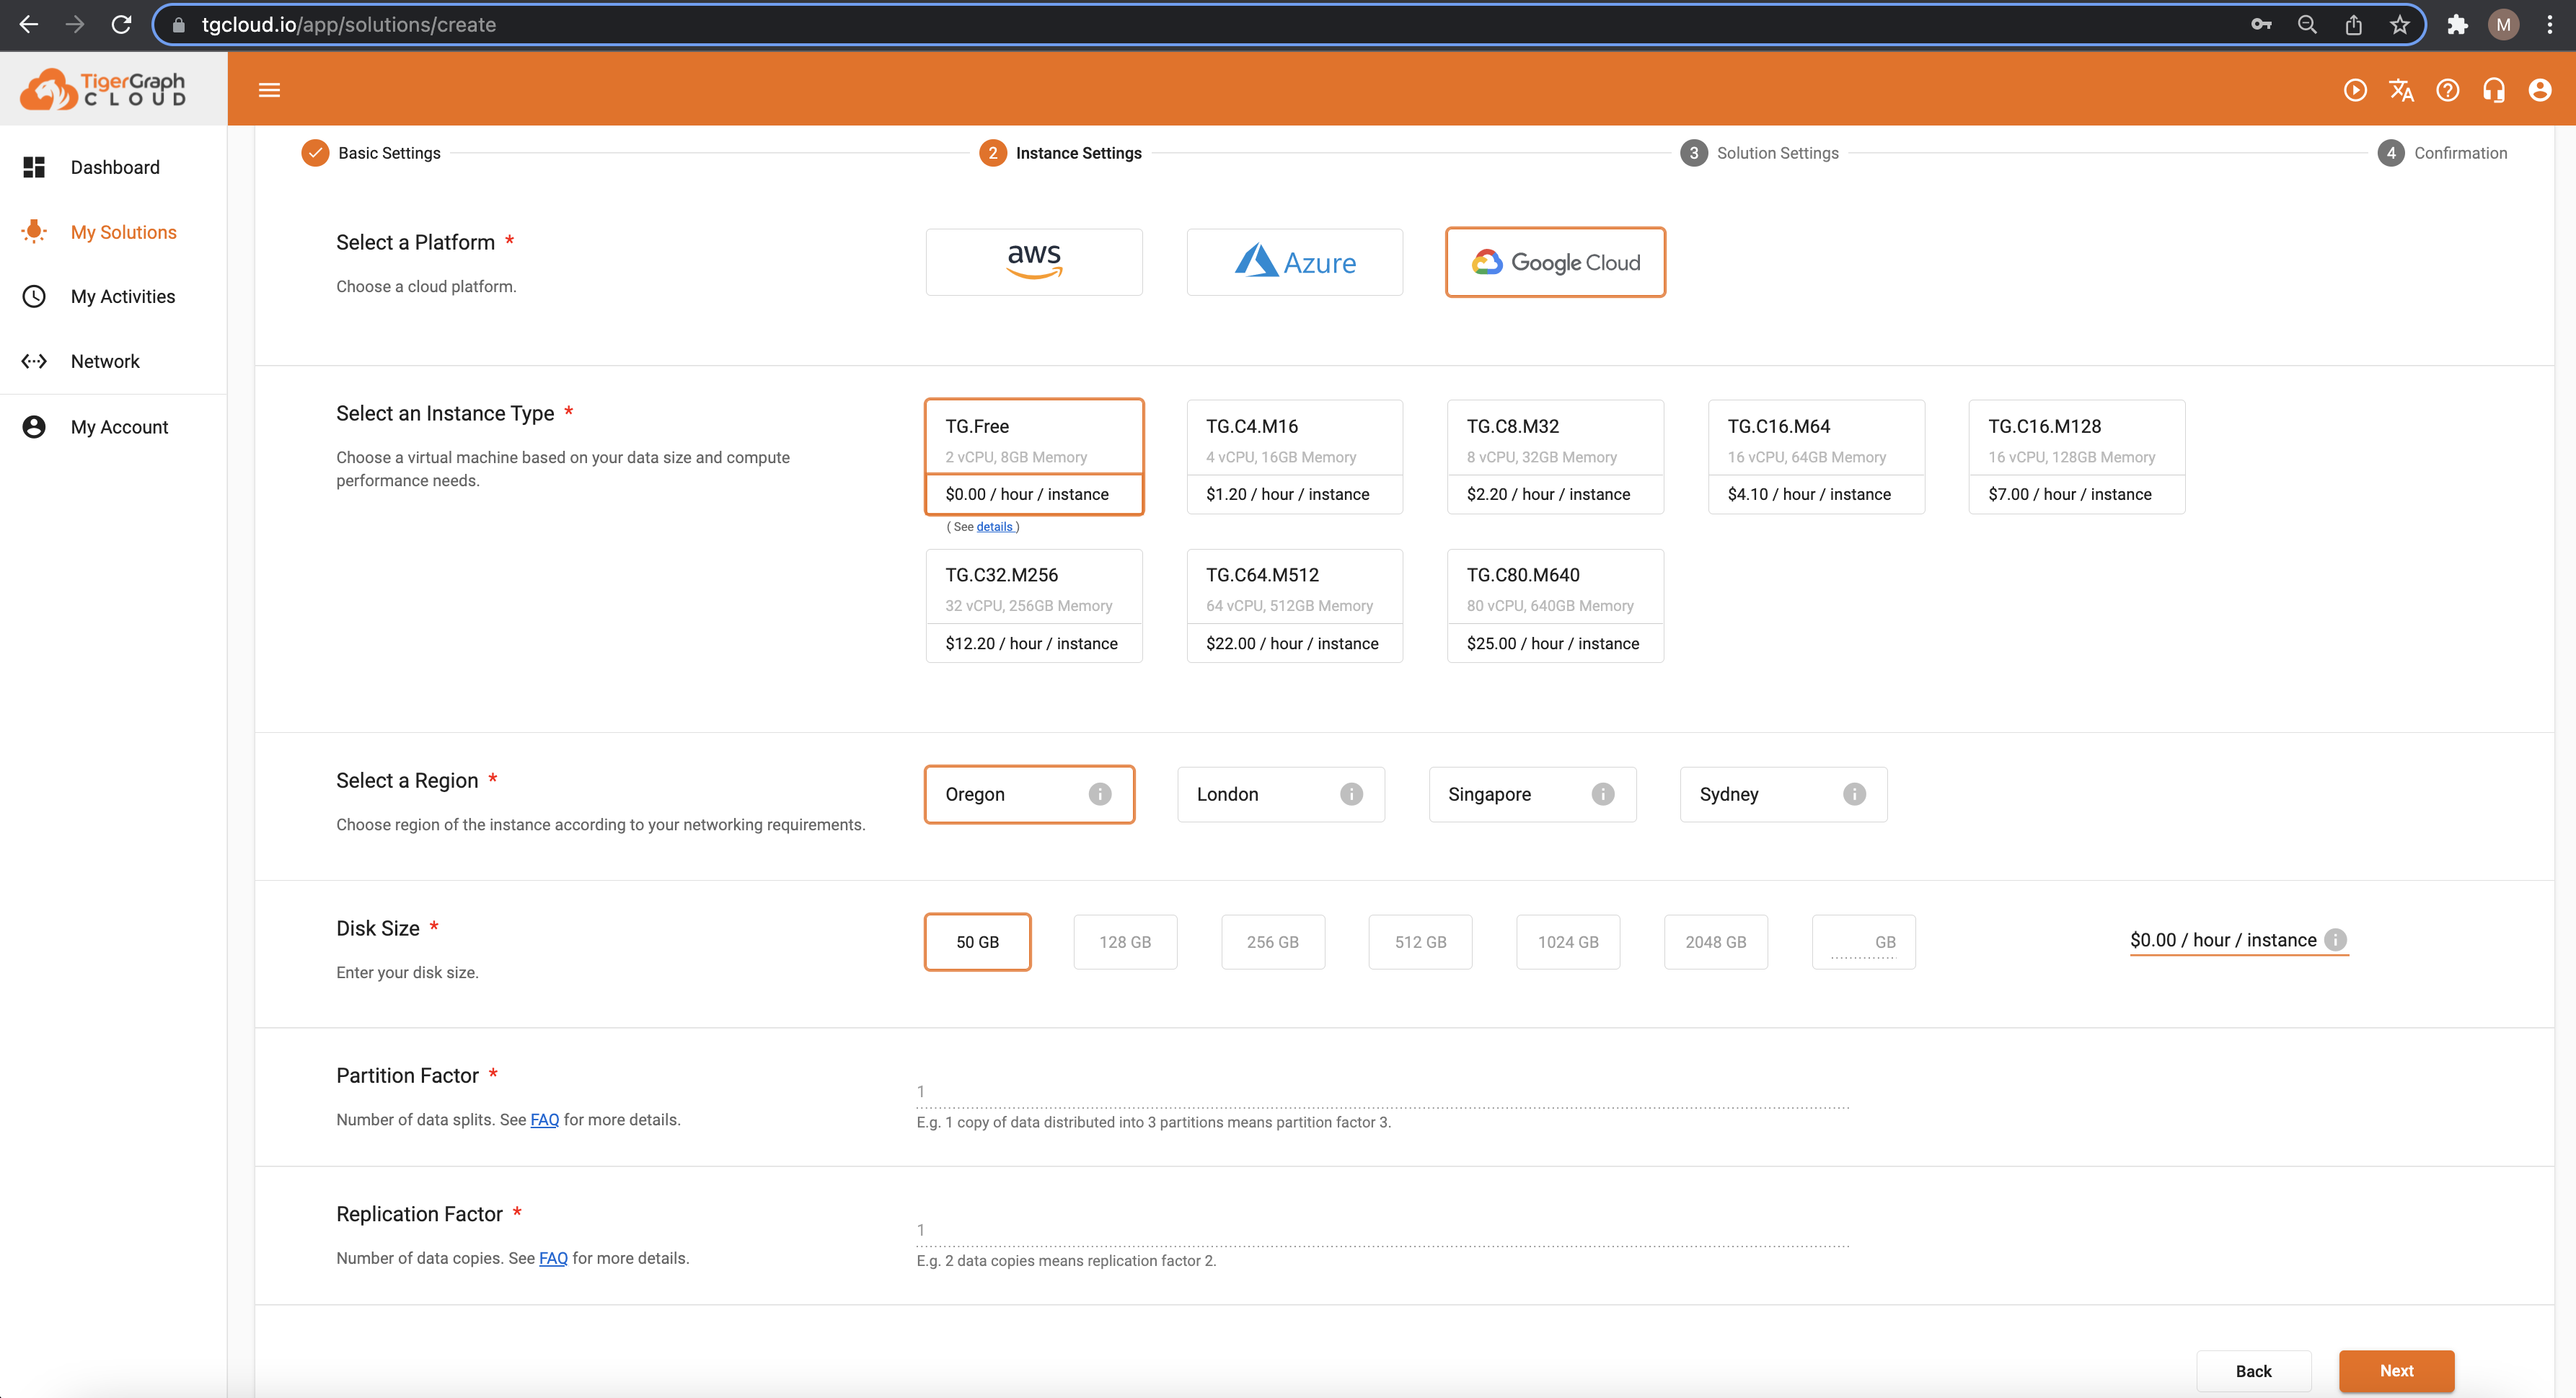 tgcloud.io/app/solutions/create
M
TigerGraph
CLOUD
Dashboard
My Solutions
My Activities
Network
My Account
Basic Settings
2 Instance Settings
3 Solution Settings
4 Confirmation
Select a Platform *
Choose a cloud platform.
aws
Azure
Google Cloud
Select an Instance Type *
Choose a virtual machine based on your data size and compute
performance needs.
TG.Free
2 vCPU, 8GB Memory
$0.00 / hour / instance
( See details )
TG.C4.M16
4 vCPU, 16GB Memory
$1.20 / hour / instance
TG.C8.M32
8 vCPU, 32GB Memory
$2.20 / hour / instance
TG.C16.M64
16 vCPU, 64GB Memory
$4.10 / hour / instance
TG.C16.M128
16 vCPU, 128GB Memory
$7.00 / hour / instance
TG.C32.M256
32 vCPU, 256GB Memory
$12.20 / hour / instance
TG.C64.M512
64 vCPU, 512GB Memory
$22.00 / hour / instance
TG.C80.M640
80 vCPU, 640GB Memory
$25.00 / hour / instance
Select a Region *
Choose region of the instance according to your networking requirements.
Oregon
London
Singapore
Sydney
Disk Size *
Enter your disk size.
50 GB
128 GB
256 GB
512 GB
1024 GB
2048 GB
GB
$0.00 / hour / instance
Partition Factor *
Number of data splits. See FAQ for more details.
1
E.g. 1 copy of data distributed into 3 partitions means partition factor 3.
Replication Factor *
Number of data copies. See FAQ for more details.
1
E.g. 2 data copies means replication factor 2.
Back
Next